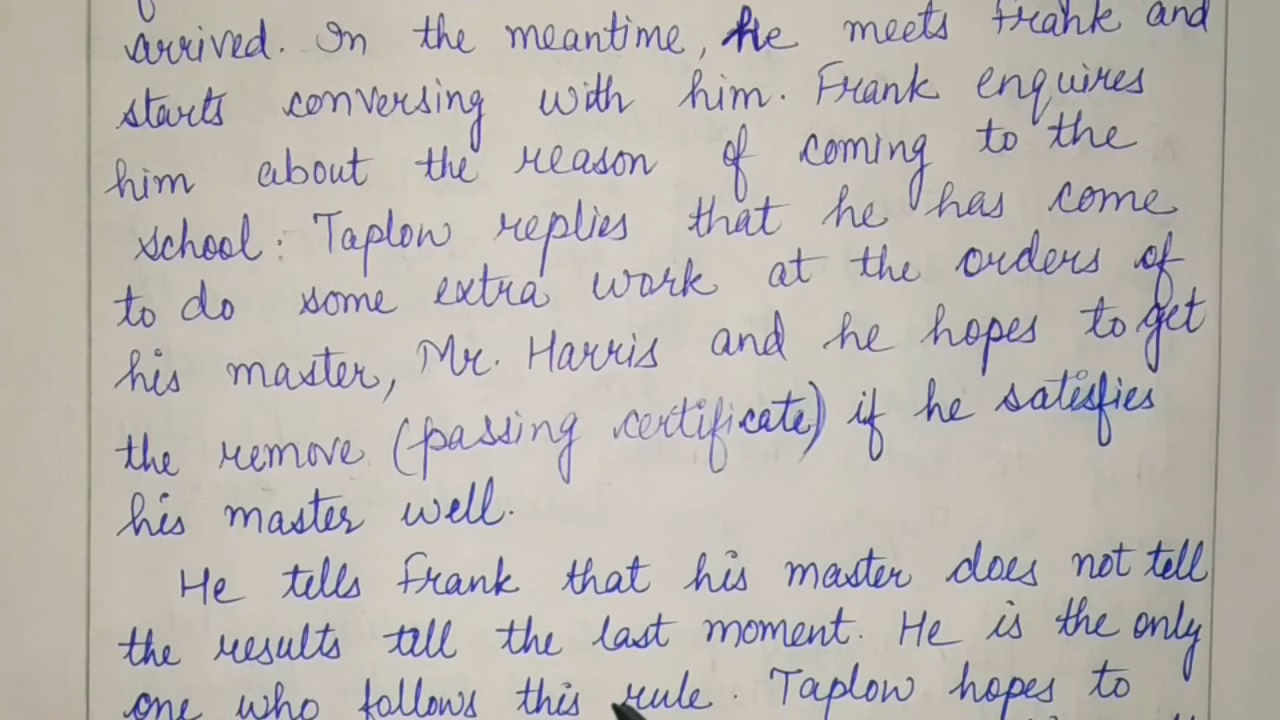 arrived. In the meantime, he meets Frank and
starts conversing with him. Frank enquires
him about the reason of coming to the
school. Taplow replies that he has come
to do some extra work at the orders of
his master, Mr. Harris and he hopes to get
the remove (passing certificate) if he satisfies
his master well.
He tells Frank that his master does not tell
the results till the last moment. He is the only
one who follows this rule. Taplow hopes to